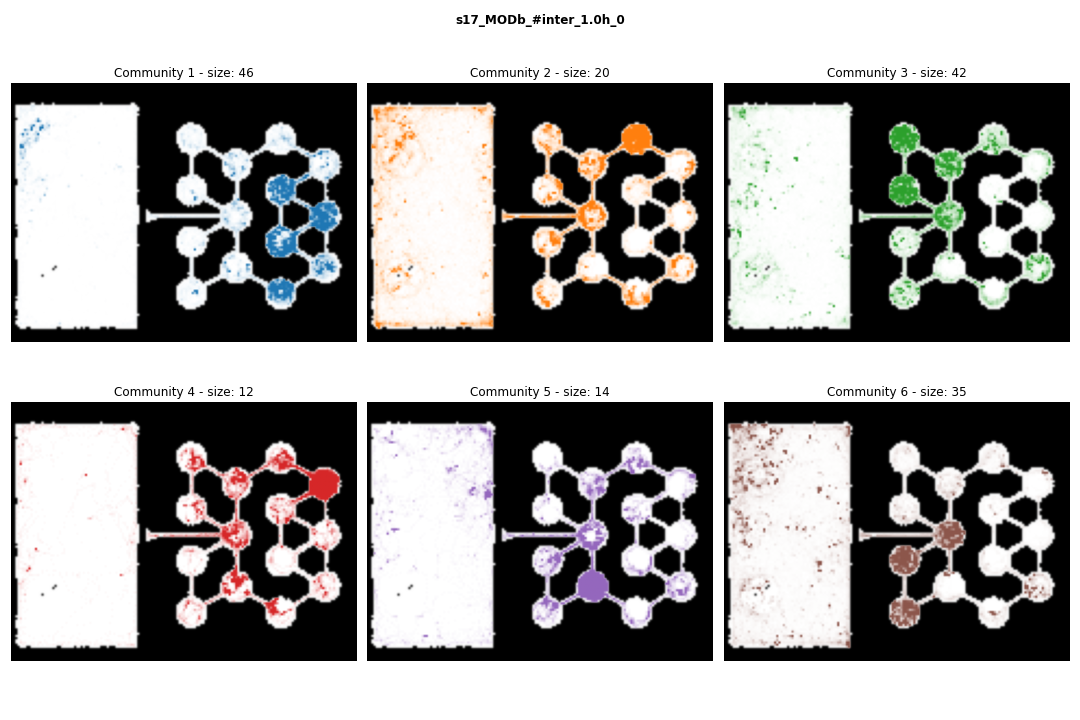 s17_MODb_#inter_1.0h_0
Community 1 - size: 46
Community 2 - size: 20
Community 3 - size: 42
Community 4 - size: 12
Community 5 - size: 14
Community 6 - size: 35